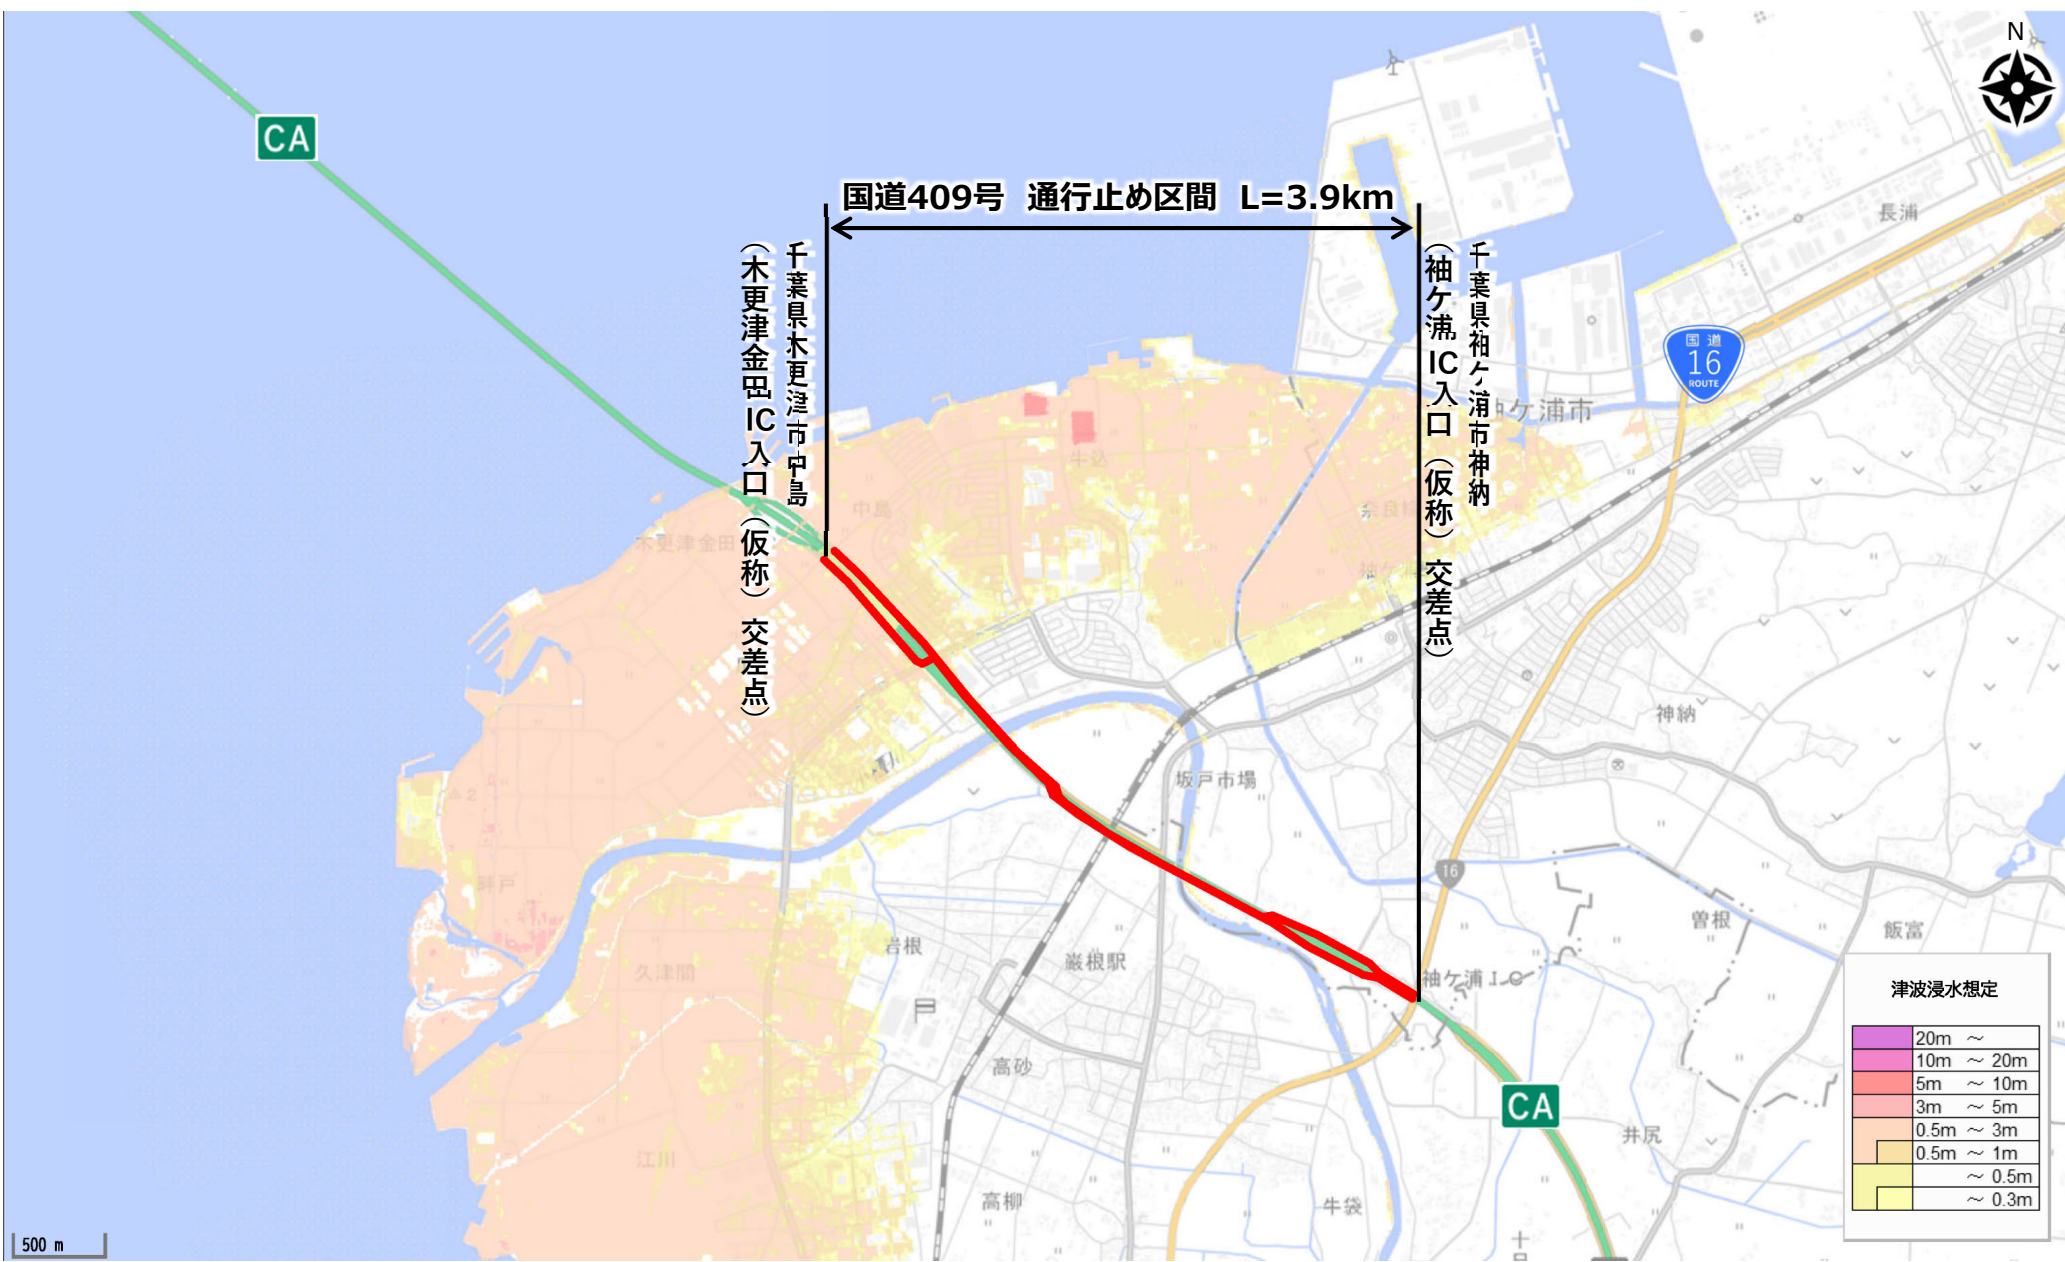 N
CA
国道409号 通行止め区間 L=3.9km
千葉県木更津市中島
(木更津金田IC入口(仮称)交差点)
千葉県袖ケ浦市神納
(袖ケ浦IC入口(仮称)交差点)
長浦
国道
16
ROUTE
袖ケ浦市
牛込
中島
奈良輪
木更津金田
袖ケ浦
神納
坂戸市場
16
畔戸
曽根
飯富
岩根
巌根駅
久津間
袖ケ浦IC
高砂
CA
井尻
江川
高柳
牛袋
津波浸水想定
20m ~
10m ~ 20m
5m ~ 10m
3m ~ 5m
0.5m ~ 3m
0.5m ~ 1m
~ 0.5m
~ 0.3m
500 m